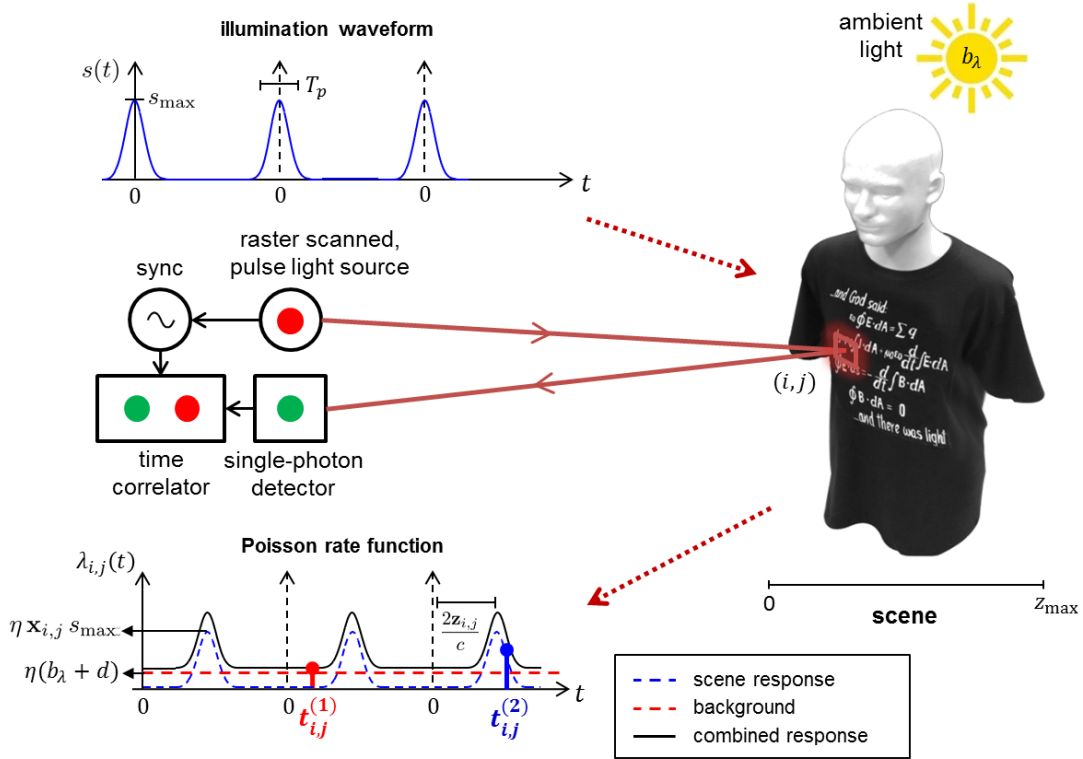 illumination waveform
s(t)
s_max
T_p
0 0 0 t
ambient
light
b_λ
raster scanned,
pulse light source
sync
time
correlator
single-photon
detector
(i, j)
...and God said:
...and there was light
∮B·dA = 0
Poisson rate function
λ_{i,j}(t)
η x_{i,j} s_max
η(b_λ + d)
2z_{i,j}
c
0 0 0 t
t_{i,j}^{(1)} t_{i,j}^{(2)}
0 z_max
scene
scene response
background
combined response